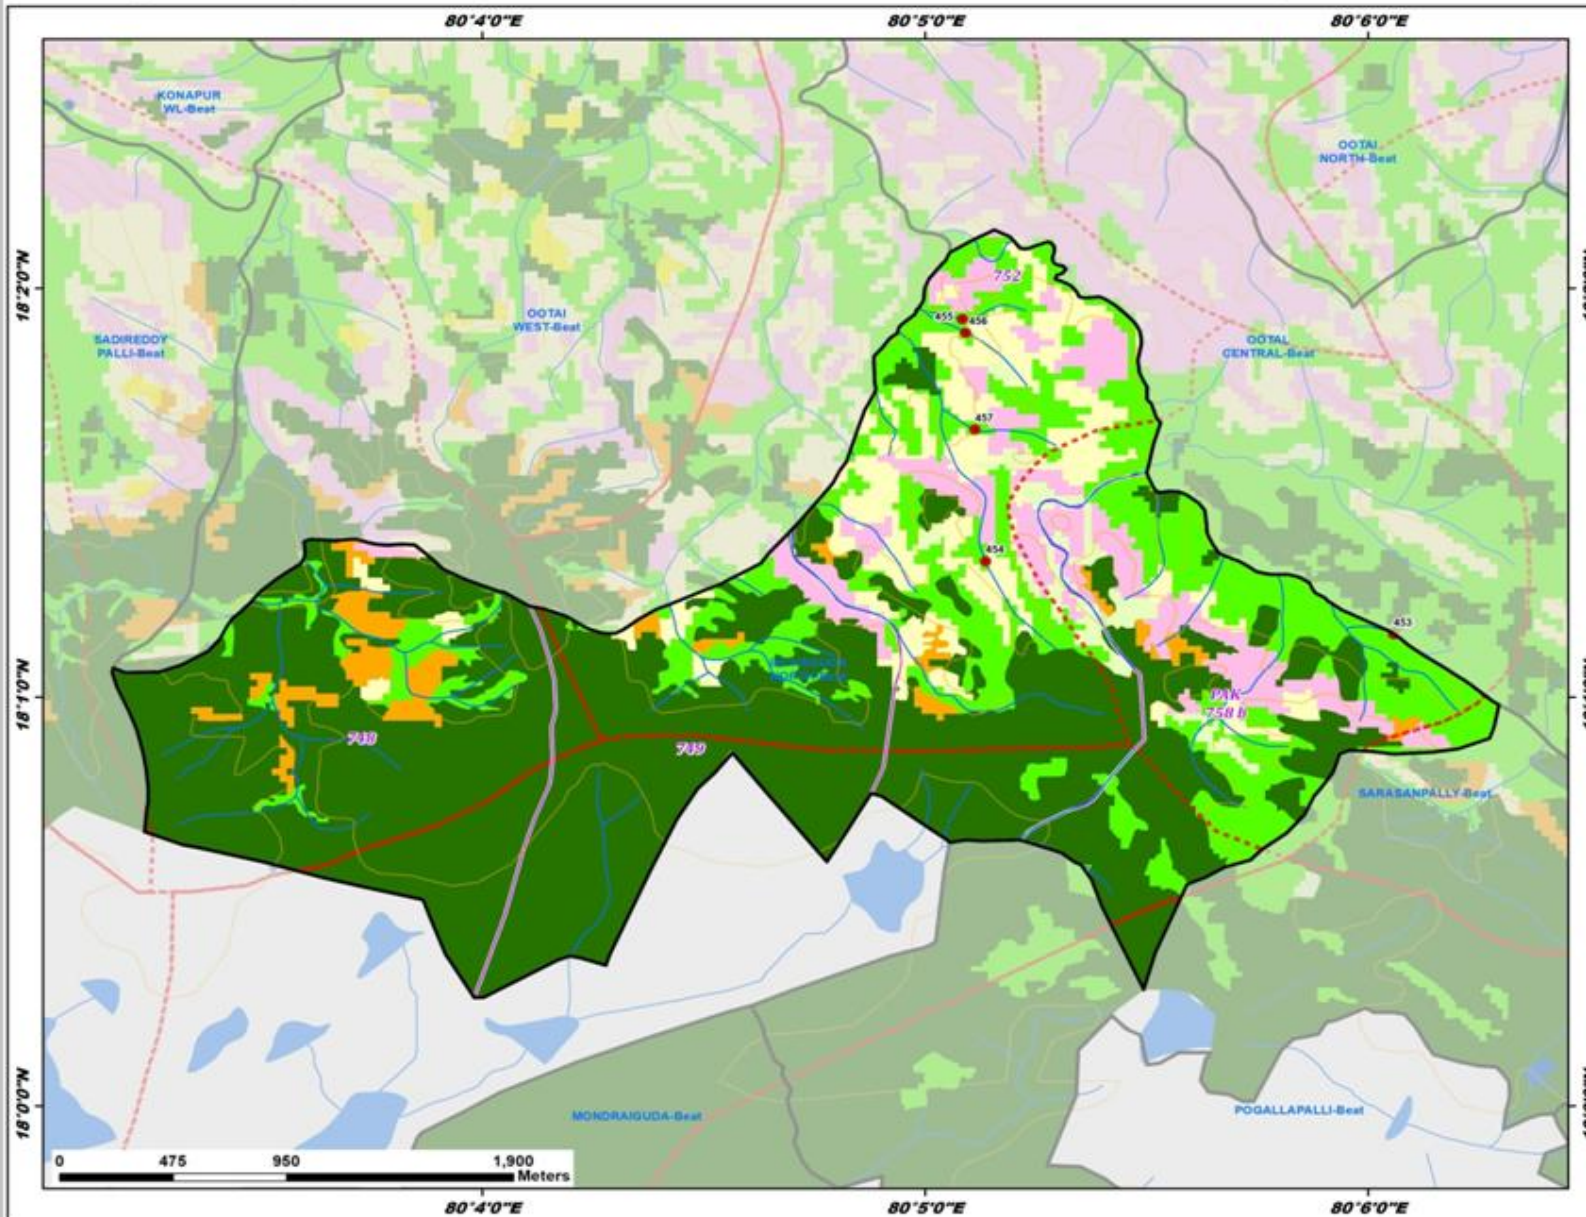 80°4'0"E
80°5'0"E
80°6'0"E
KONAPUR
WL-Beat
OOTAI
NORTH-Beat
18°2'0"N
752
OOTAI
WEST-Beat
455
456
SADIREDDY
PALLI-Beat
OOTAL
CENTRAL-Beat
457
454
453
18°1'0"N
PAK
758 b
748
749
SARASANPALLY-Beat
18°0'0"N
MONDRAIGUDA-Beat
POGALLAPALLI-Beat
0
475
950
1,900
Meters
80°4'0"E
80°5'0"E
80°6'0"E